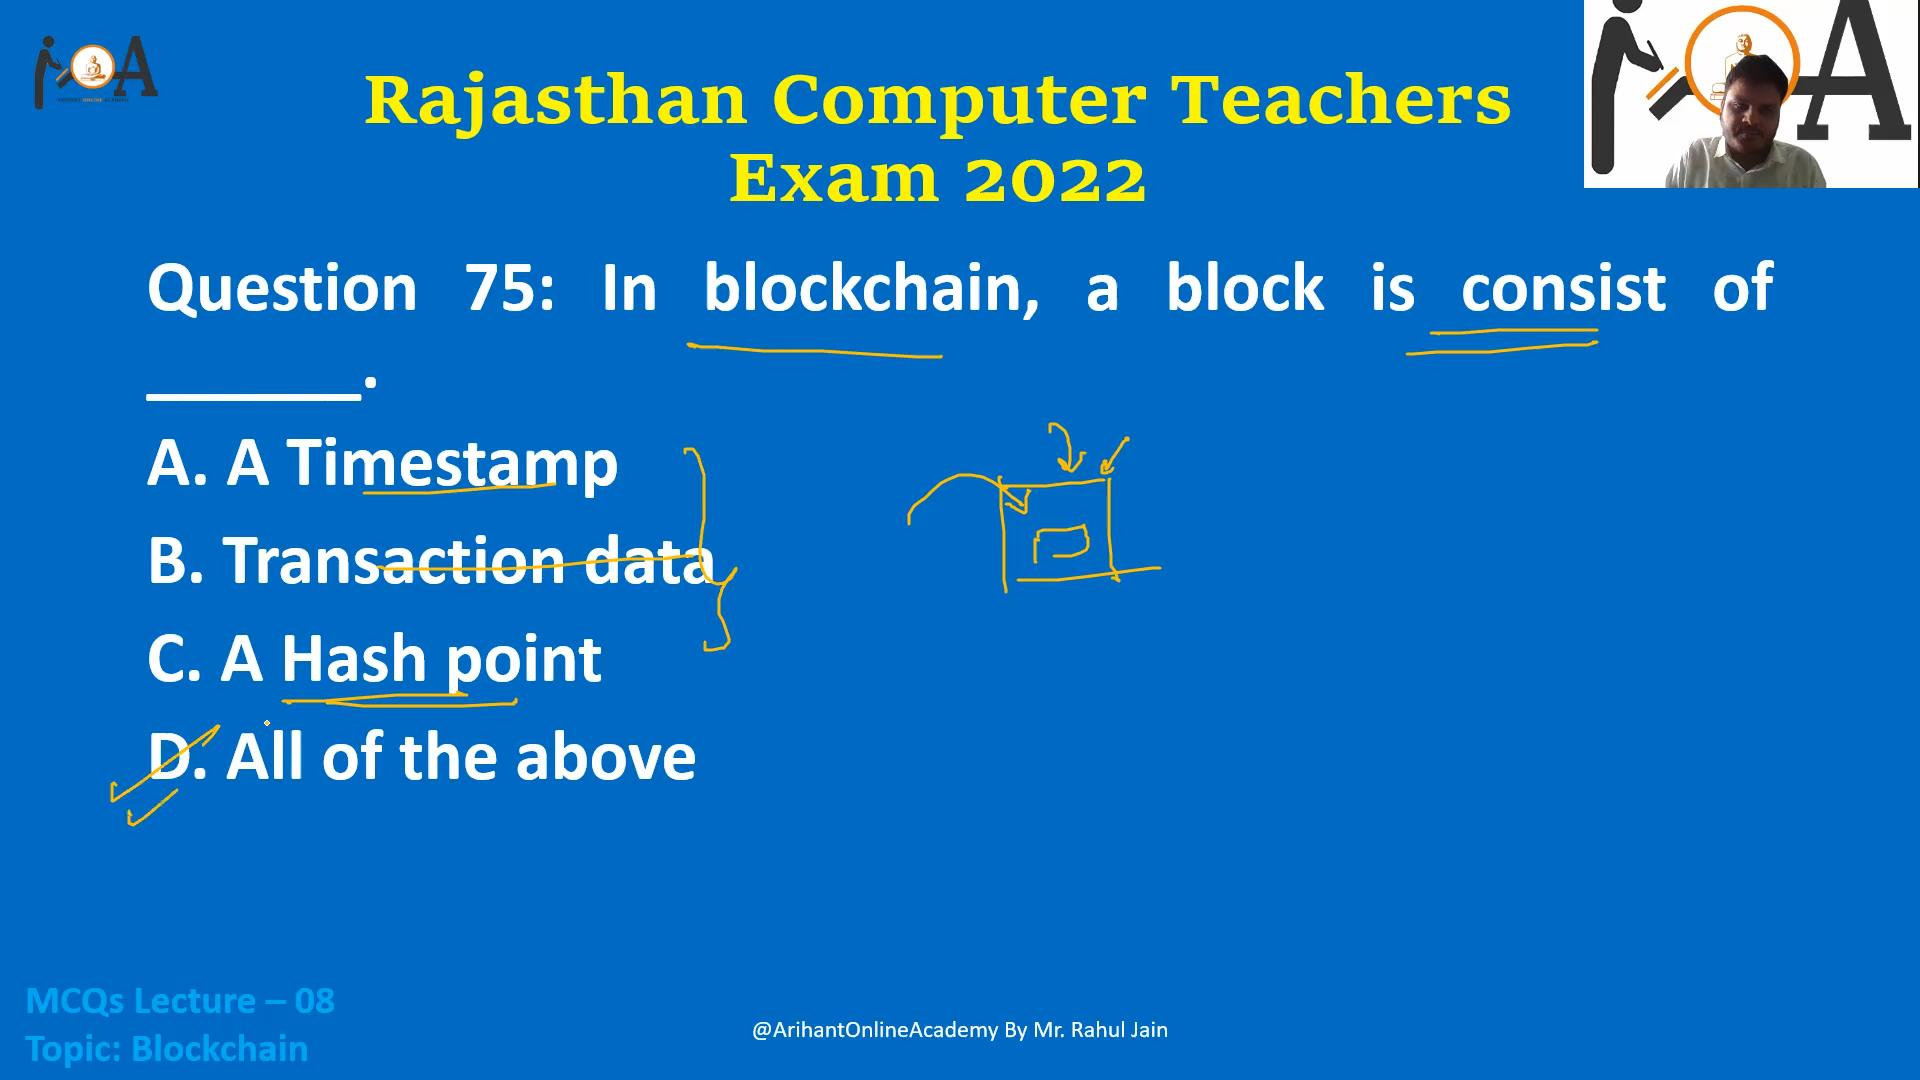 Rajasthan Computer Teachers
Exam 2022
Question 75: In blockchain, a block is consist of
______.
A. A Timestamp
B. Transaction data
C. A Hash point
D. All of the above
MCQs Lecture – 08
Topic: Blockchain
@ArihantOnlineAcademy By Mr. Rahul Jain